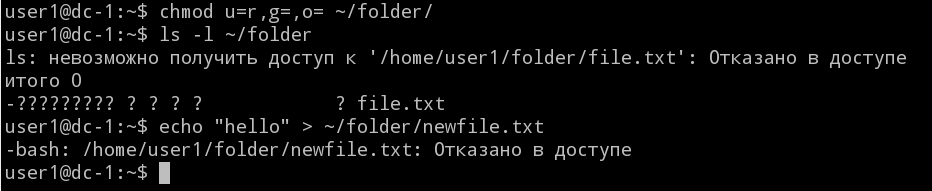 user1@dc-1:~$ chmod u=r,g=,o= ~/folder/
user1@dc-1:~$ ls -l ~/folder
ls: невозможно получить доступ к '/home/user1/folder/file.txt': Отказано в доступе
итого 0
-????????? ? ? ? ?            ? file.txt
user1@dc-1:~$ echo "hello" > ~/folder/newfile.txt
-bash: /home/user1/folder/newfile.txt: Отказано в доступе
user1@dc-1:~$